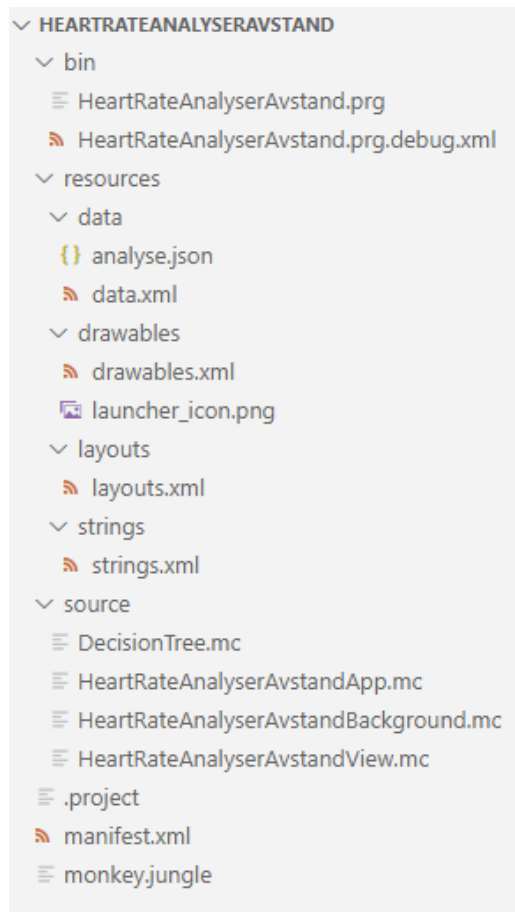 HEARTRATEANALYSERAVSTAND
bin
HeartRateAnalyserAvstand.prg
HeartRateAnalyserAvstand.prg.debug.xml
resources
data
analyse.json
data.xml
drawables
drawables.xml
launcher_icon.png
layouts
layouts.xml
strings
strings.xml
source
DecisionTree.mc
HeartRateAnalyserAvstandApp.mc
HeartRateAnalyserAvstandBackground.mc
HeartRateAnalyserAvstandView.mc
.project
manifest.xml
monkey.jungle